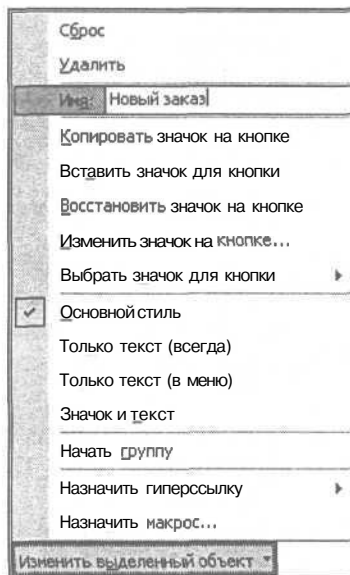 Сброс
Удалить
Имя: Новый заказ
Копировать значок на кнопке
Вставить значок для кнопки
Восстановить значок на кнопке
Изменить значок на кнопке...
Выбрать значок для кнопки
Основной стиль
Только текст (всегда)
Только текст (в меню)
Значок и текст
Начать группу
Назначить гиперссылку
Назначить макрос...
Изменить выделенный объект